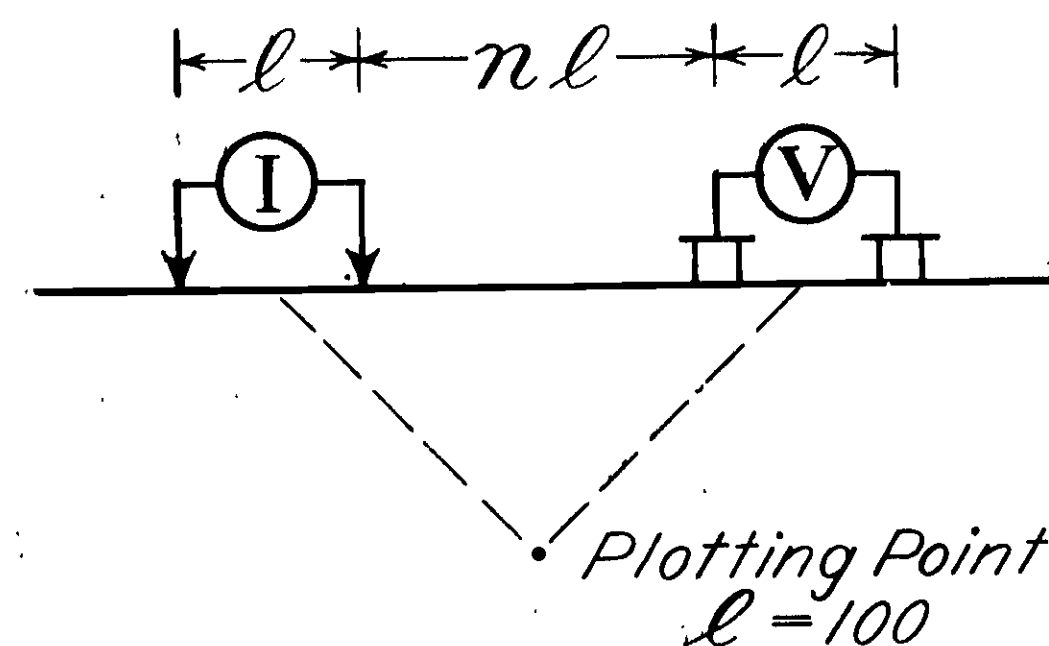 ℓ nℓ ℓ
I V
Plotting Point
ℓ = 100